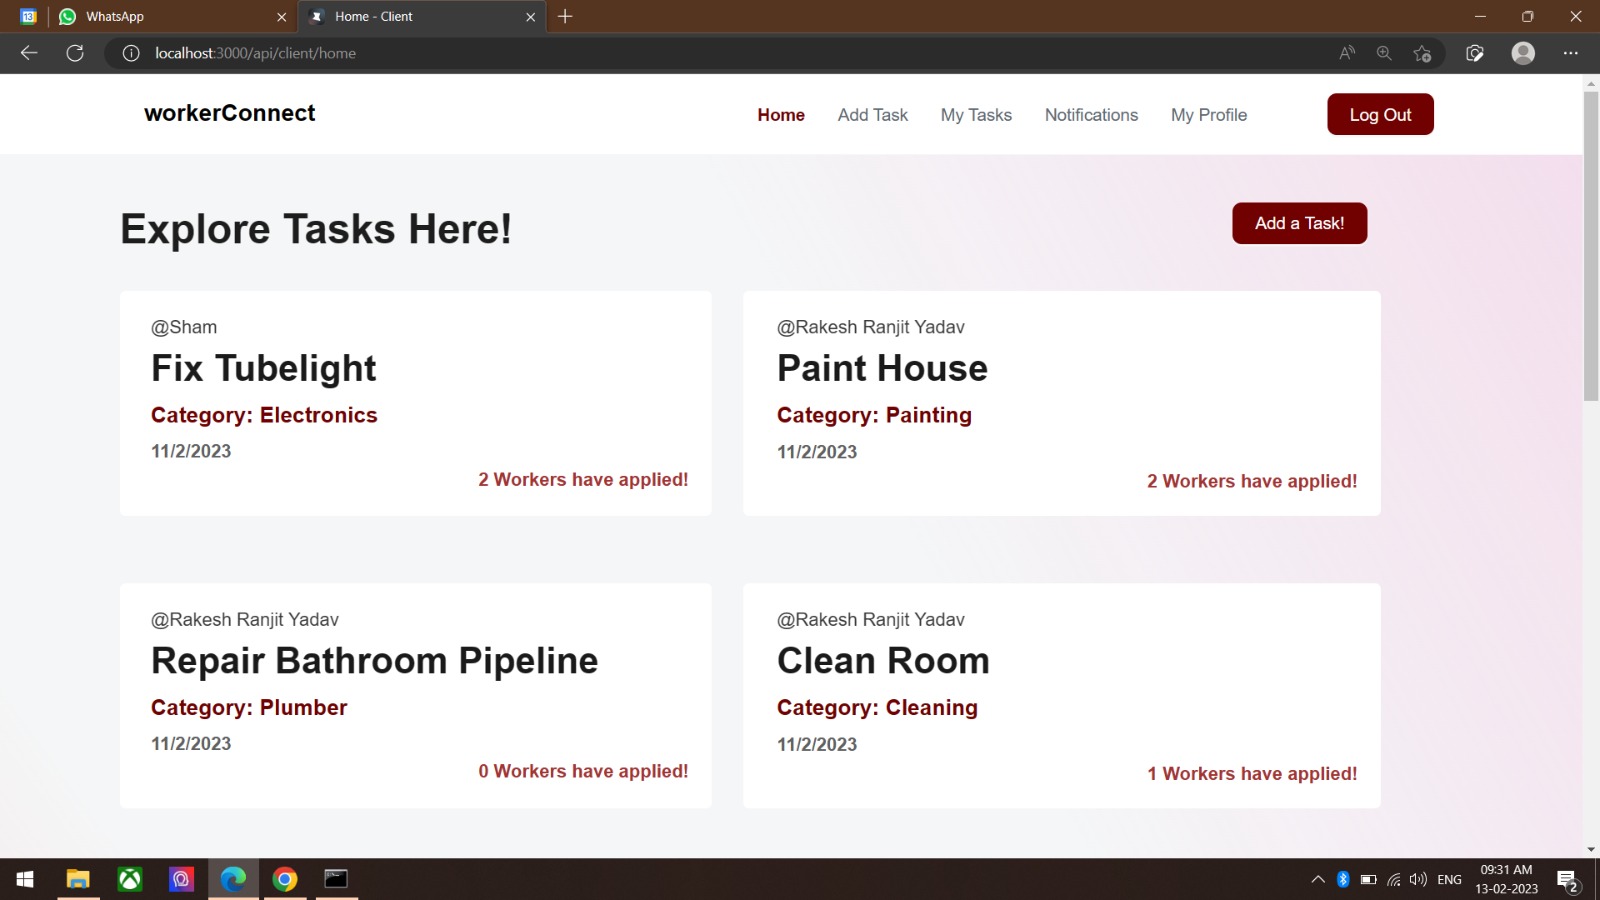 13 WhatsApp Home - Client
localhost:3000/api/client/home
workerConnect Home Add Task My Tasks Notifications My Profile Log Out
Explore Tasks Here! Add a Task!
@Sham
Fix Tubelight
Category: Electronics
11/2/2023
2 Workers have applied!
@Rakesh Ranjit Yadav
Paint House
Category: Painting
11/2/2023
2 Workers have applied!
@Rakesh Ranjit Yadav
Repair Bathroom Pipeline
Category: Plumber
11/2/2023
0 Workers have applied!
@Rakesh Ranjit Yadav
Clean Room
Category: Cleaning
11/2/2023
1 Workers have applied!
ENG
09:31 AM
13-02-2023
2